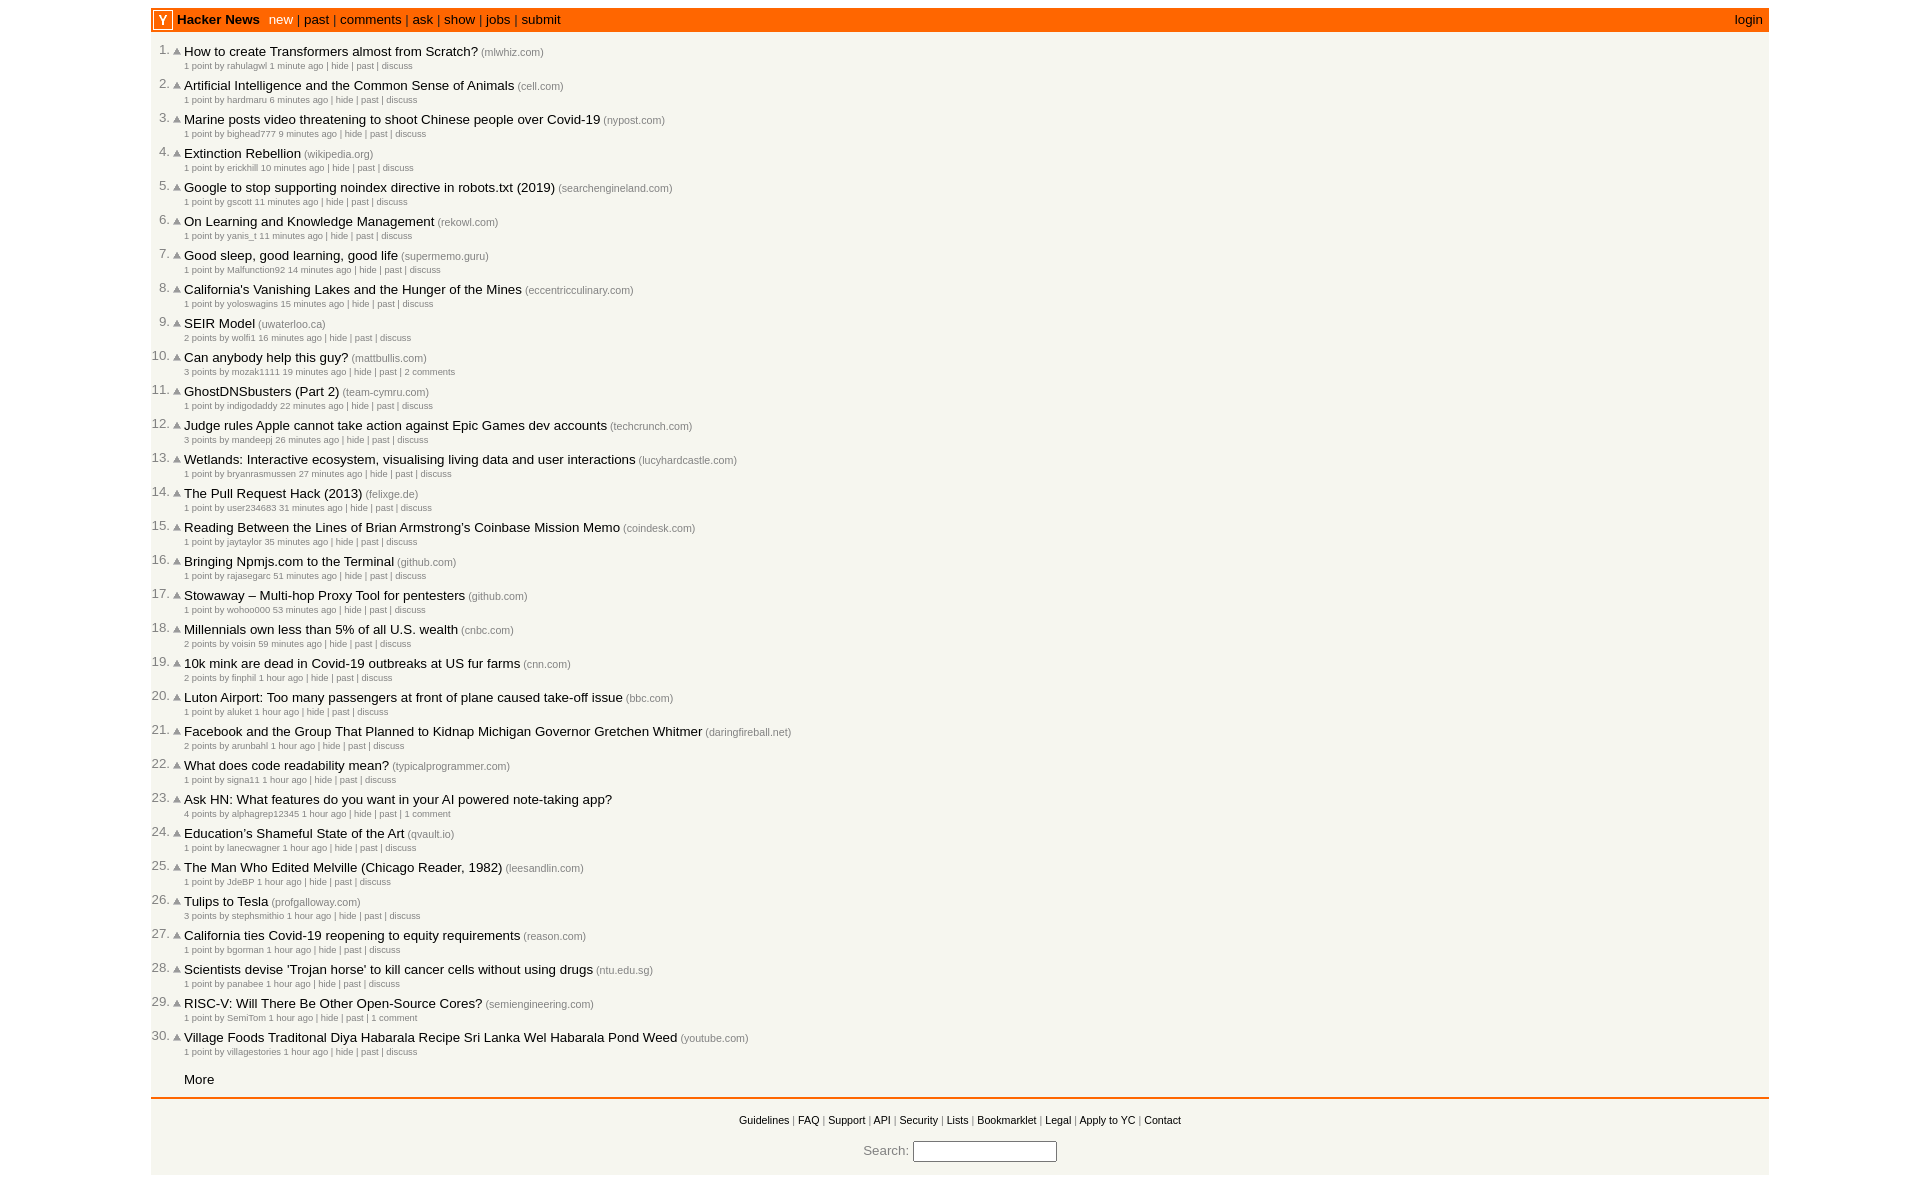 Y Hacker News new | past | comments | ask | show | jobs | submit login
1. How to create Transformers almost from Scratch? (mlwhiz.com)
1 point by rahulagwl 1 minute ago | hide | past | discuss
2. Artificial Intelligence and the Common Sense of Animals (cell.com)
1 point by hardmaru 6 minutes ago | hide | past | discuss
3. Marine posts video threatening to shoot Chinese people over Covid-19 (nypost.com)
1 point by bighead777 9 minutes ago | hide | past | discuss
4. Extinction Rebellion (wikipedia.org)
1 point by erickhill 10 minutes ago | hide | past | discuss
5. Google to stop supporting noindex directive in robots.txt (2019) (searchengineland.com)
1 point by gscott 11 minutes ago | hide | past | discuss
6. On Learning and Knowledge Management (rekowl.com)
1 point by yanis_t 11 minutes ago | hide | past | discuss
7. Good sleep, good learning, good life (supermemo.guru)
1 point by Malfunction92 14 minutes ago | hide | past | discuss
8. California's Vanishing Lakes and the Hunger of the Mines (eccentricculinary.com)
1 point by yoloswagins 15 minutes ago | hide | past | discuss
9. SEIR Model (uwaterloo.ca)
2 points by wolfi1 16 minutes ago | hide | past | discuss
10. Can anybody help this guy? (mattbullis.com)
3 points by mozak1111 19 minutes ago | hide | past | 2 comments
11. GhostDNSbusters (Part 2) (team-cymru.com)
1 point by indigodaddy 22 minutes ago | hide | past | discuss
12. Judge rules Apple cannot take action against Epic Games dev accounts (techcrunch.com)
3 points by mandeepj 26 minutes ago | hide | past | discuss
13. Wetlands: Interactive ecosystem, visualising living data and user interactions (lucyhardcastle.com)
1 point by bryanrasmussen 27 minutes ago | hide | past | discuss
14. The Pull Request Hack (2013) (felixge.de)
1 point by user234683 31 minutes ago | hide | past | discuss
15. Reading Between the Lines of Brian Armstrong’s Coinbase Mission Memo (coindesk.com)
1 point by jaytaylor 35 minutes ago | hide | past | discuss
16. Bringing Npmjs.com to the Terminal (github.com)
1 point by rajasegarc 51 minutes ago | hide | past | discuss
17. Stowaway – Multi-hop Proxy Tool for pentesters (github.com)
1 point by wohoo000 53 minutes ago | hide | past | discuss
18. Millennials own less than 5% of all U.S. wealth (cnbc.com)
2 points by voisin 59 minutes ago | hide | past | discuss
19. 10k mink are dead in Covid-19 outbreaks at US fur farms (cnn.com)
2 points by finphil 1 hour ago | hide | past | discuss
20. Luton Airport: Too many passengers at front of plane caused take-off issue (bbc.com)
1 point by aluket 1 hour ago | hide | past | discuss
21. Facebook and the Group That Planned to Kidnap Michigan Governor Gretchen Whitmer (daringfireball.net)
2 points by arunbahl 1 hour ago | hide | past | discuss
22. What does code readability mean? (typicalprogrammer.com)
1 point by signa11 1 hour ago | hide | past | discuss
23. Ask HN: What features do you want in your AI powered note-taking app?
4 points by alphagrep12345 1 hour ago | hide | past | 1 comment
24. Education’s Shameful State of the Art (qvault.io)
1 point by lanecwagner 1 hour ago | hide | past | discuss
25. The Man Who Edited Melville (Chicago Reader, 1982) (leesandlin.com)
1 point by JdeBP 1 hour ago | hide | past | discuss
26. Tulips to Tesla (profgalloway.com)
3 points by stephsmithio 1 hour ago | hide | past | discuss
27. California ties Covid-19 reopening to equity requirements (reason.com)
1 point by bgorman 1 hour ago | hide | past | discuss
28. Scientists devise 'Trojan horse' to kill cancer cells without using drugs (ntu.edu.sg)
1 point by panabee 1 hour ago | hide | past | discuss
29. RISC-V: Will There Be Other Open-Source Cores? (semiengineering.com)
1 point by SemiTom 1 hour ago | hide | past | 1 comment
30. Village Foods Traditonal Diya Habarala Recipe Sri Lanka Wel Habarala Pond Weed (youtube.com)
1 point by villagestories 1 hour ago | hide | past | discuss
More
Guidelines | FAQ | Support | API | Security | Lists | Bookmarklet | Legal | Apply to YC | Contact
Search: